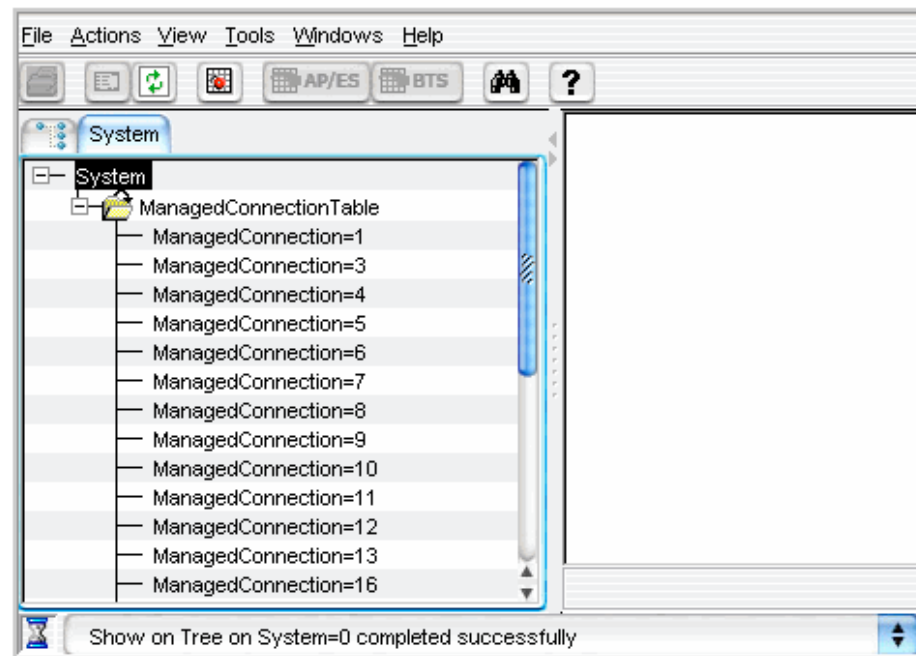 File Actions View Tools Windows Help
AP/ES BTS ?
System
System
ManagedConnectionTable
ManagedConnection=1
ManagedConnection=3
ManagedConnection=4
ManagedConnection=5
ManagedConnection=6
ManagedConnection=7
ManagedConnection=8
ManagedConnection=9
ManagedConnection=10
ManagedConnection=11
ManagedConnection=12
ManagedConnection=13
ManagedConnection=16
Show on Tree on System=0 completed successfully